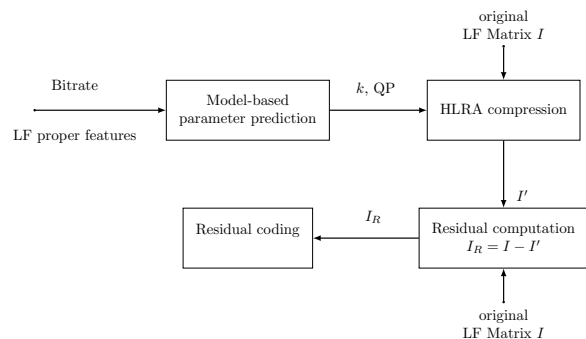 original
LF Matrix I
Bitrate
LF proper features
Model-based
parameter prediction
k, QP
HLRA compression
I′
Residual coding
I_R
Residual computation
I_R = I − I′
original
LF Matrix I